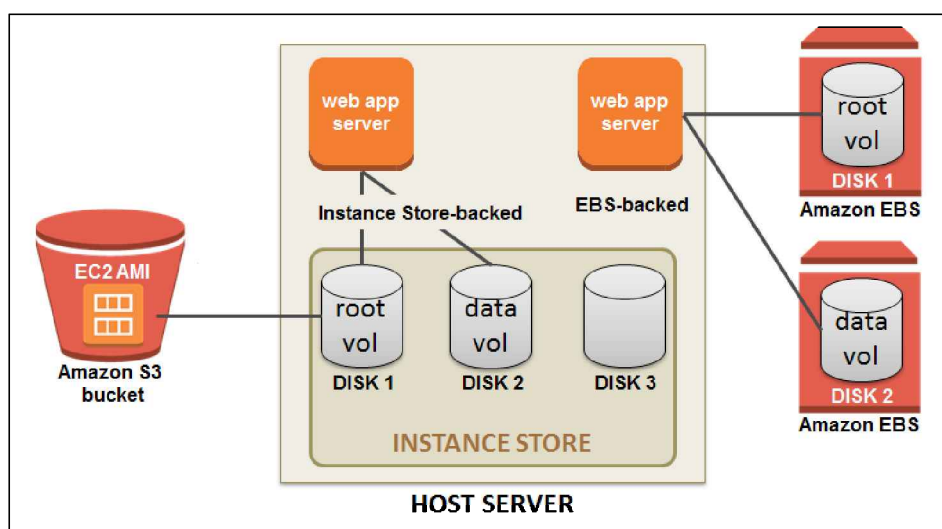 web app
server
web app
server
root
vol
DISK 1
Amazon EBS
Instance Store-backed
EBS-backed
EC2 AMI
Amazon S3
bucket
root
vol
DISK 1
data
vol
DISK 2
DISK 3
data
vol
DISK 2
Amazon EBS
INSTANCE STORE
HOST SERVER